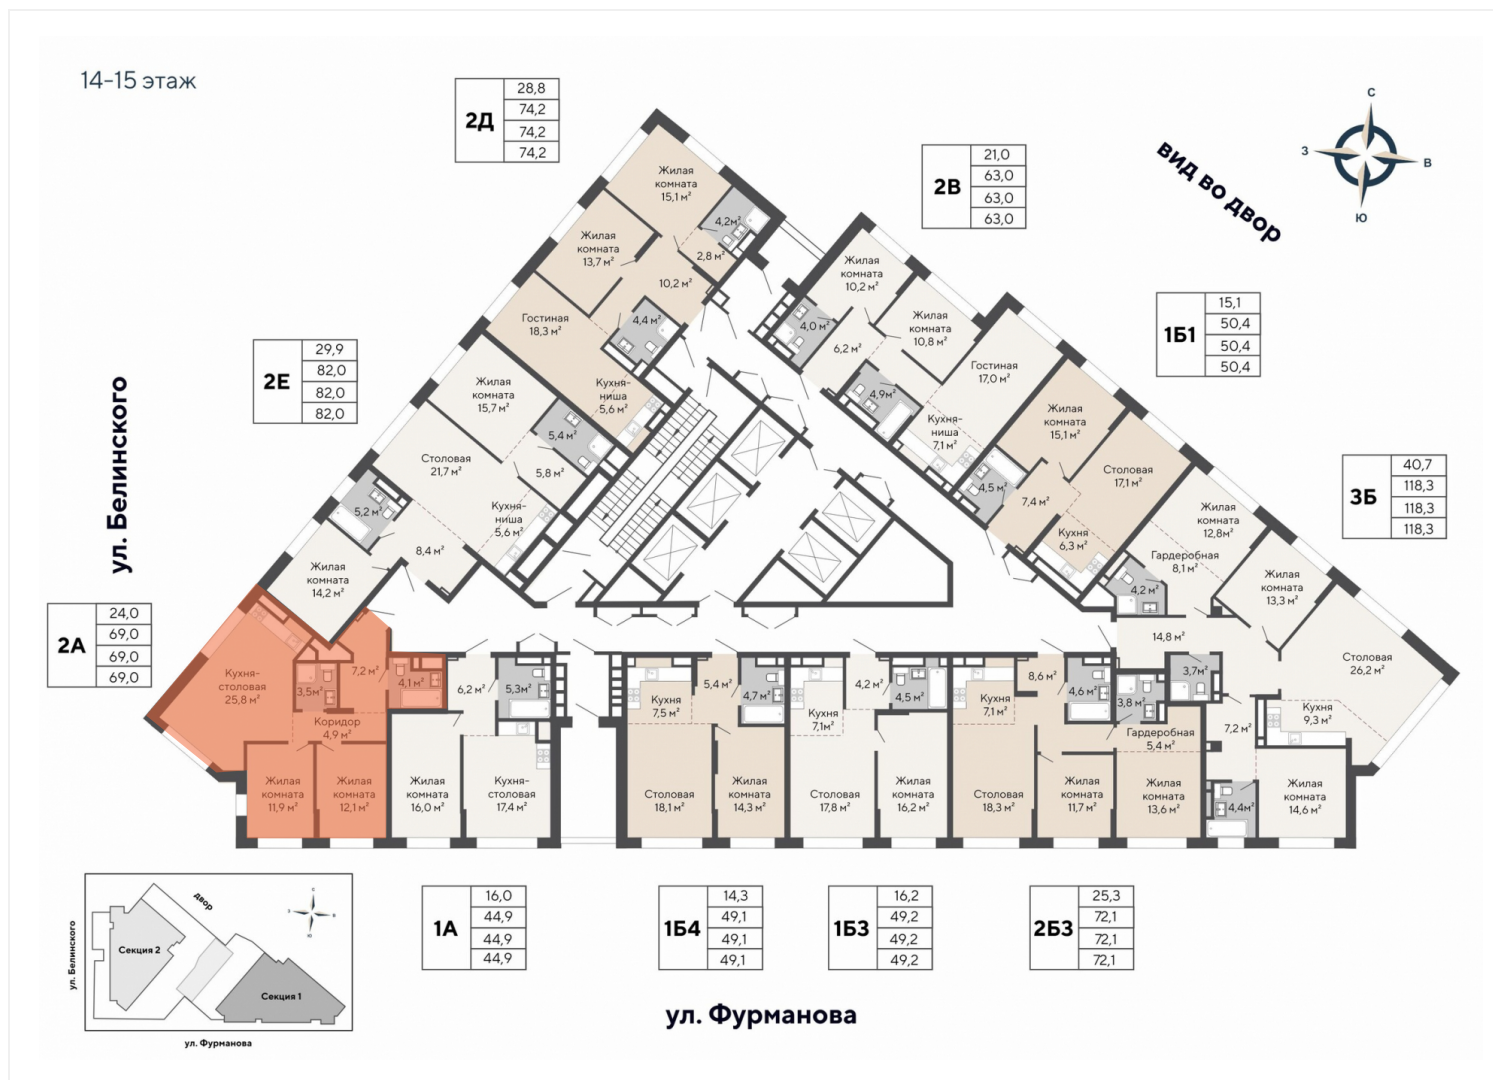 14-15 этаж
2Д
28,8
74,2
74,2
74,2
2В
21,0
63,0
63,0
63,0
С
З
В
Ю
вид во двор
1Б1
15,1
50,4
50,4
50,4
2Е
29,9
82,0
82,0
82,0
3Б
40,7
118,3
118,3
118,3
ул. Белинского
2А
24,0
69,0
69,0
69,0
Жилая
комната
15,1 м²
4,2м²
2,8 м²
Жилая
комната
13,7 м²
10,2 м²
Гостиная
18,3 м²
4,4 м²
Кухня-
ниша
5,6 м²
Жилая
комната
15,7 м²
5,4 м²
5,8 м²
Столовая
21,7 м²
Кухня-
ниша
5,6 м²
5,2 м²
8,4 м²
Жилая
комната
14,2 м²
Жилая
комната
10,2 м²
4,0 м²
6,2 м²
Жилая
комната
10,8 м²
4,9м²
Гостиная
17,0 м²
Кухня-
ниша
7,1 м²
Жилая
комната
15,1 м²
4,5 м²
7,4 м²
Столовая
17,1 м²
Кухня
6,3 м²
Жилая
комната
12,8м²
Гардеробная
8,1 м²
4,2 м²
Жилая
комната
13,3 м²
14,8 м²
3,7м²
Столовая
26,2 м²
Кухня
9,3 м²
7,2 м²
4,4м²
Жилая
комната
14,6 м²
Кухня-
столовая
25,8 м²
7,2 м²
3,5м²
4,1 м²
Коридор
4,9 м²
Жилая
комната
11,9 м²
Жилая
комната
12,1 м²
6,2 м²
5,3м²
Жилая
комната
16,0 м²
Кухня-
столовая
17,4 м²
Кухня
7,5 м²
5,4 м²
4,7 м²
Столовая
18,1 м²
Жилая
комната
14,3 м²
4,2 м²
4,5 м²
Кухня
7,1м²
Столовая
17,8 м²
Жилая
комната
16,2 м²
Кухня
7,1 м²
8,6 м²
4,6 м²
3,8 м²
Гардеробная
5,4 м²
Столовая
18,3 м²
Жилая
комната
11,7 м²
Жилая
комната
13,6 м²
1А
16,0
44,9
44,9
44,9
1Б4
14,3
49,1
49,1
49,1
1Б3
16,2
49,2
49,2
49,2
2Б3
25,3
72,1
72,1
72,1
ул. Фурманова
двор
С
З
В
Ю
ул. Белинского
Секция 2
Секция 1
ул. Фурманова